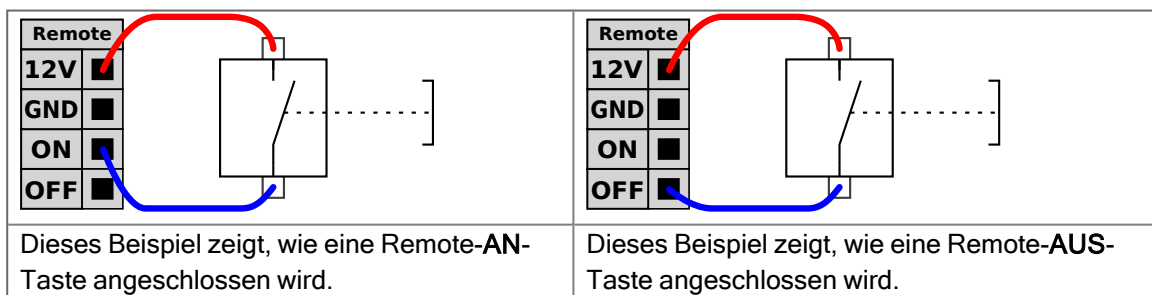 Remote
12V
GND
ON
OFF
Dieses Beispiel zeigt, wie eine Remote-AN-
Taste angeschlossen wird.
Remote
12V
GND
ON
OFF
Dieses Beispiel zeigt, wie eine Remote-AUS-
Taste angeschlossen wird.